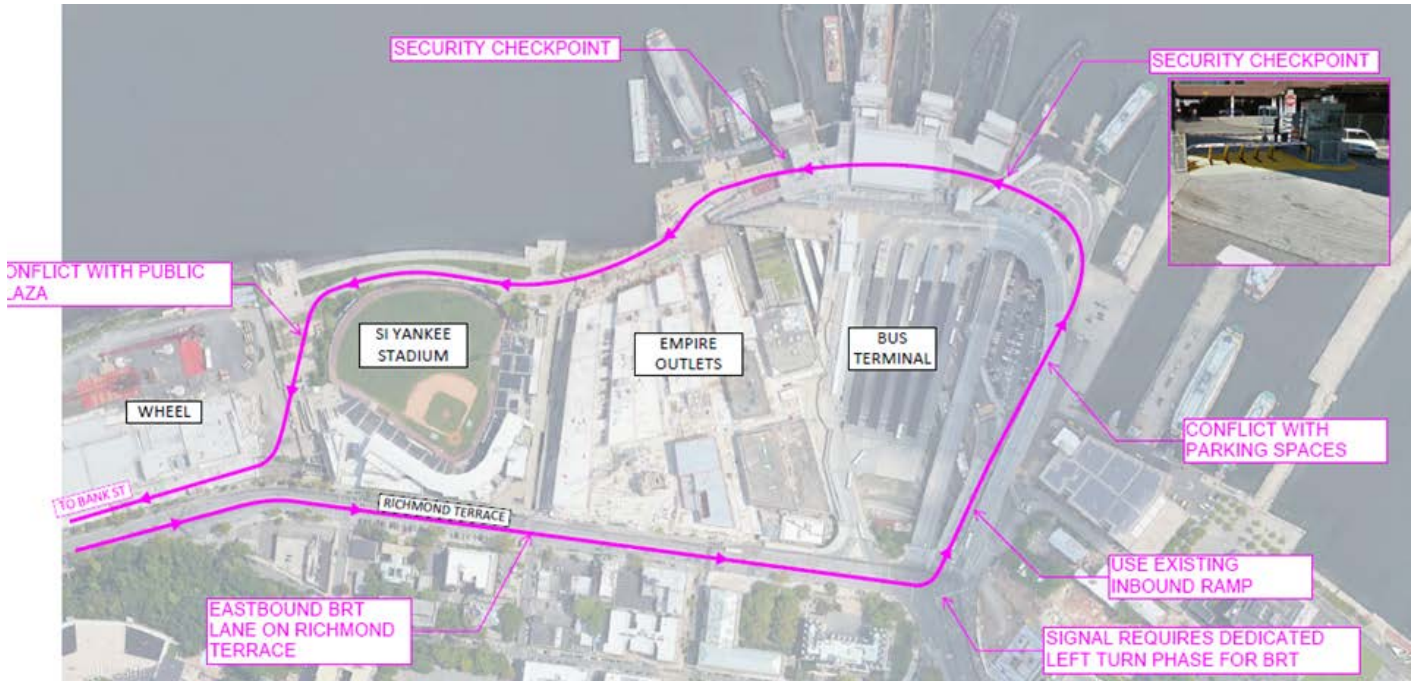 SECURITY CHECKPOINT
SECURITY CHECKPOINT
ONFLICT WITH PUBLIC
LAZA
SI YANKEE
STADIUM
EMPIRE
OUTLETS
BUS
TERMINAL
WHEEL
CONFLICT WITH
PARKING SPACES
TO BANK ST
RICHMOND TERRACE
USE EXISTING
INBOUND RAMP
EASTBOUND BRT
LANE ON RICHMOND
TERRACE
SIGNAL REQUIRES DEDICATED
LEFT TURN PHASE FOR BRT